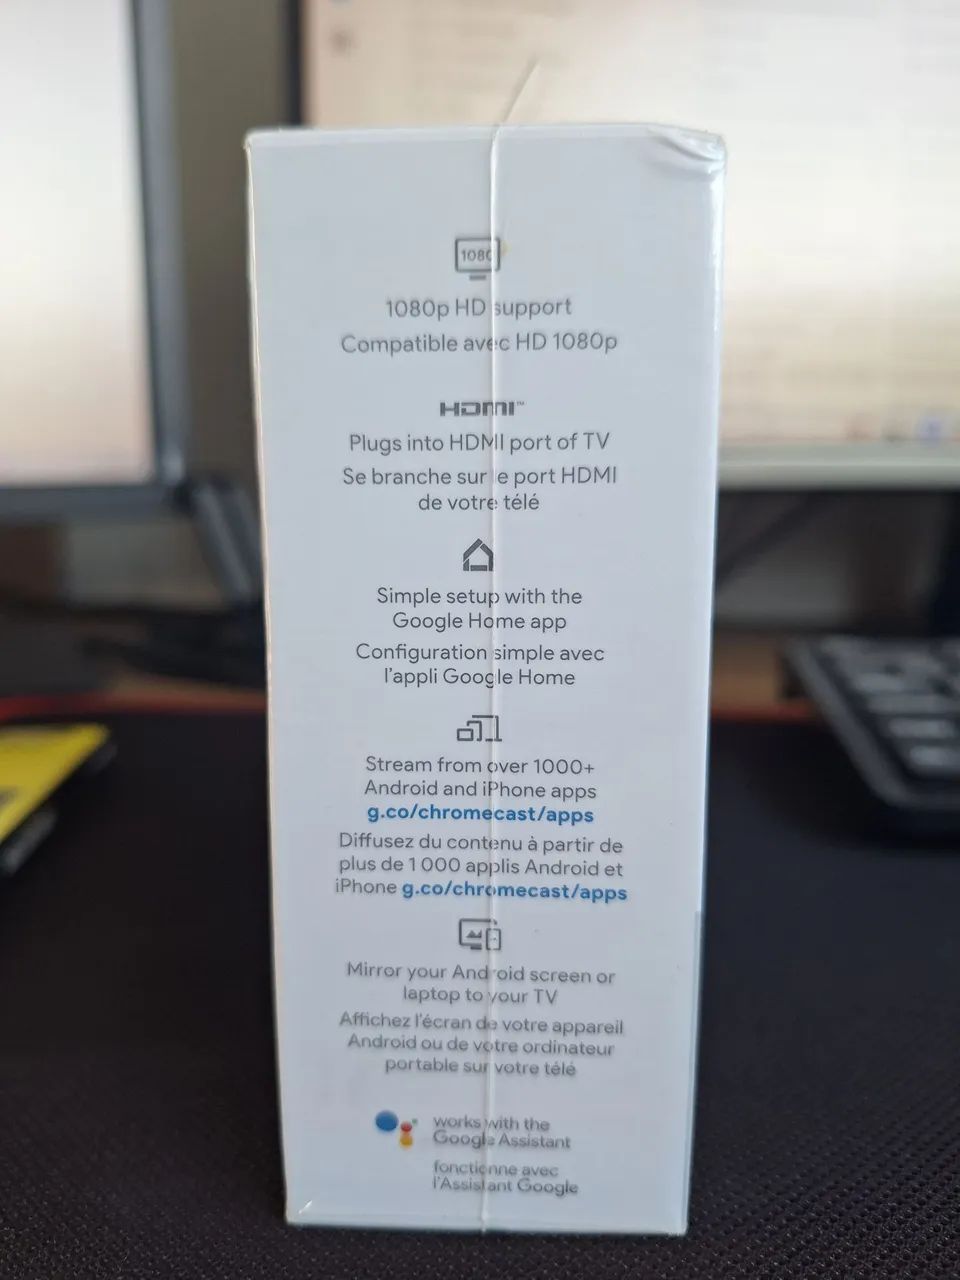 1080
1080p HD support
Compatible avec HD 1080p
HDMI™
Plugs into HDMI port of TV
Se branche sur le port HDMI
de votre télé
Simple setup with the
Google Home app
Configuration simple avec
l'appli Google Home
Stream from over 1000+
Android and iPhone apps
g.co/chromecast/apps
Diffusez du contenu à partir de
plus de 1 000 applis Android et
iPhone g.co/chromecast/apps
Mirror your Android screen or
laptop to your TV
Affichez l'écran de votre appareil
Android ou de votre ordinateur
portable sur votre télé
works with the
Google Assistant
fonctionne avec
l'Assistant Google